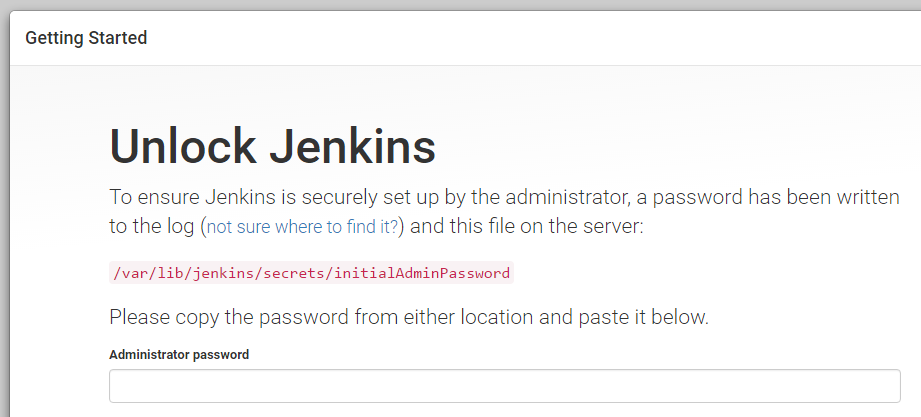 Getting Started
Unlock Jenkins
To ensure Jenkins is securely set up by the administrator, a password has been written
to the log (not sure where to find it?) and this file on the server:
/var/lib/jenkins/secrets/initialAdminPassword
Please copy the password from either location and paste it below.
Administrator password